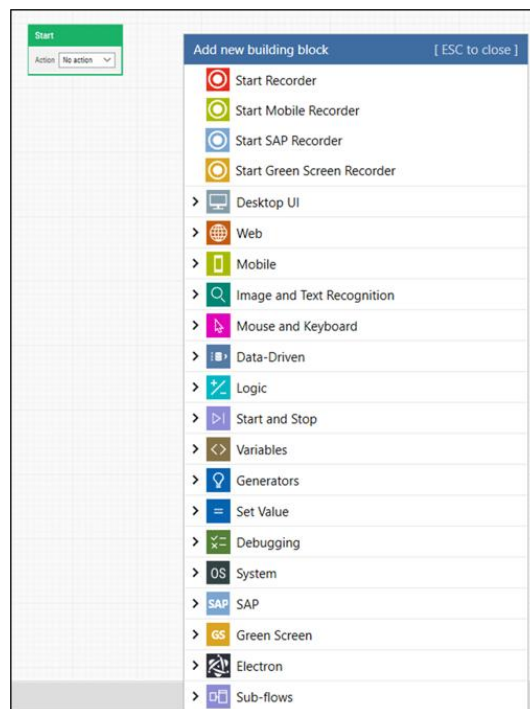 Start
Action No action
Add new building block [ ESC to close ]
Start Recorder
Start Mobile Recorder
Start SAP Recorder
Start Green Screen Recorder
Desktop UI
Web
Mobile
Image and Text Recognition
Mouse and Keyboard
Data-Driven
Logic
Start and Stop
Variables
Generators
Set Value
Debugging
OS System
SAP SAP
GS Green Screen
Electron
Sub-flows